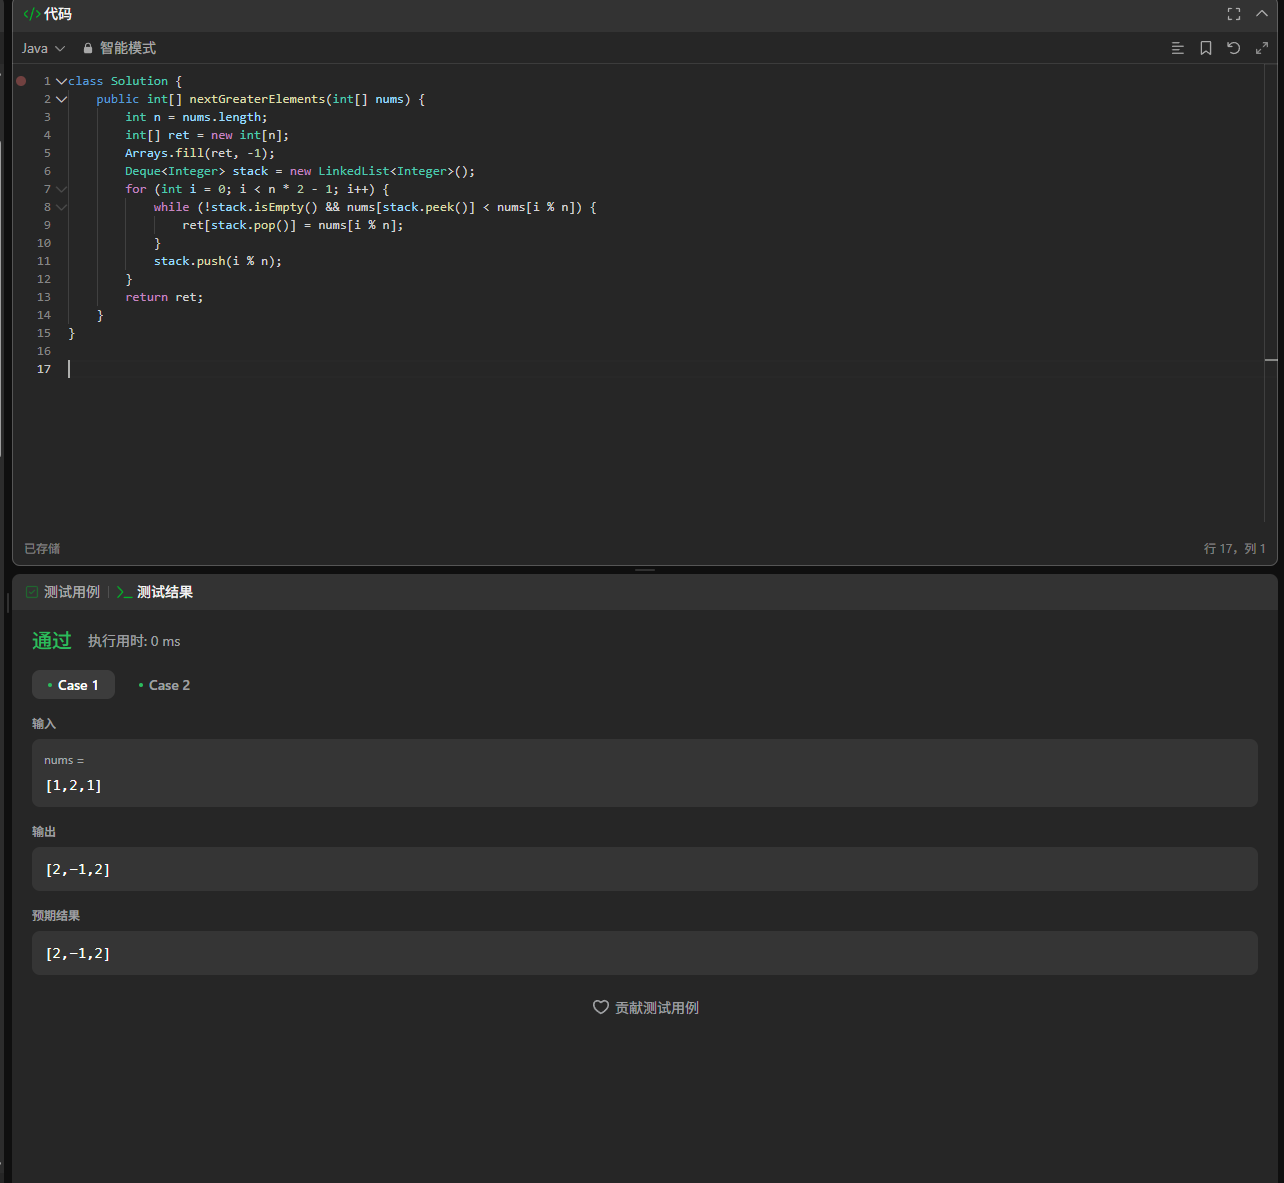 </> 代码
Java 智能模式
1 class Solution {
2 public int[] nextGreaterElements(int[] nums) {
3 int n = nums.length;
4 int[] ret = new int[n];
5 Arrays.fill(ret, -1);
6 Deque<Integer> stack = new LinkedList<Integer>();
7 for (int i = 0; i < n * 2 - 1; i++) {
8 while (!stack.isEmpty() && nums[stack.peek()] < nums[i % n]) {
9 ret[stack.pop()] = nums[i % n];
10 }
11 stack.push(i % n);
12 }
13 return ret;
14 }
15 }
16
17
已存储 行 17, 列 1
测试用例 | >_ 测试结果
通过 执行用时: 0 ms
• Case 1 • Case 2
输入
nums =
[1,2,1]
输出
[2,-1,2]
预期结果
[2,-1,2]
贡献测试用例